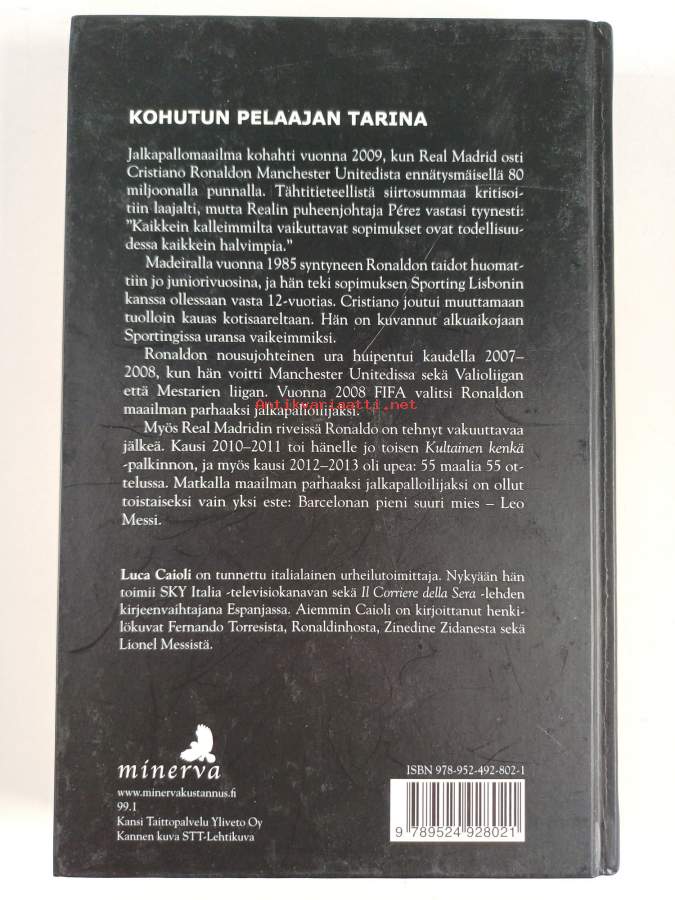 KOHUTUN PELAAJAN TARINA
Jalkapallomaailma kohahti vuonna 2009, kun Real Madrid osti
Cristiano Ronaldon Manchester Unitedista ennätysmäisellä 80
miljoonalla punnalla. Tähtitieteellistä siirtosummaa kritisoi-
tiin laajalti, mutta Realin puheenjohtaja Pérez vastasi tyynesti:
”Kaikkein kalleimmilta vaikuttavat sopimukset ovat todellisuu-
dessa kaikkein halvimpia.”
Madeiralla vuonna 1985 syntyneen Ronaldon taidot huomat-
tiin jo juniorivuosina, ja hän teki sopimuksen Sporting Lisbonin
kanssa ollessaan vasta 12-vuotias. Cristiano joutui muuttamaan
tuolloin kauas kotisaareltaan. Hän on kuvannut alkuaikojaan
Sportingissa uransa vaikeimmiksi.
Ronaldon nousujohteinen ura huipentui kaudella 2007–
2008, kun hän voitti Manchester Unitedissa sekä Valioliigan
että Mestarien liigan. Vuonna 2008 FIFA valitsi Ronaldon
maailman parhaaksi jalkapalloilijaksi.
Antikvariaatti.net
Myös Real Madridin riveissä Ronaldo on tehnyt vakuuttavaa
jälkeä. Kausi 2010–2011 toi hänelle jo toisen Kultainen kenkä
-palkinnon, ja myös kausi 2012–2013 oli upea: 55 maalia 55 ot-
telussa. Matkalla maailman parhaaksi jalkapalloilijaksi on ollut
toistaiseksi vain yksi este: Barcelonan pieni suuri mies – Leo
Messi.
Luca Caioli on tunnettu italialainen urheilutoimittaja. Nykyään hän
toimii SKY Italia -televisiokanavan sekä Il Corriere della Sera -lehden
kirjeenvaihtajana Espanjassa. Aiemmin Caioli on kirjoittanut henki-
lökuvat Fernando Torresista, Ronaldinhosta, Zinedine Zidanesta sekä
Lionel Messistä.
minerva
www.minervakustannus.fi
99.1
Kansi Taittopalvelu Yliveto Oy
Kannen kuva STT-Lehtikuva
ISBN 978-952-492-802-1
9 789524 928021